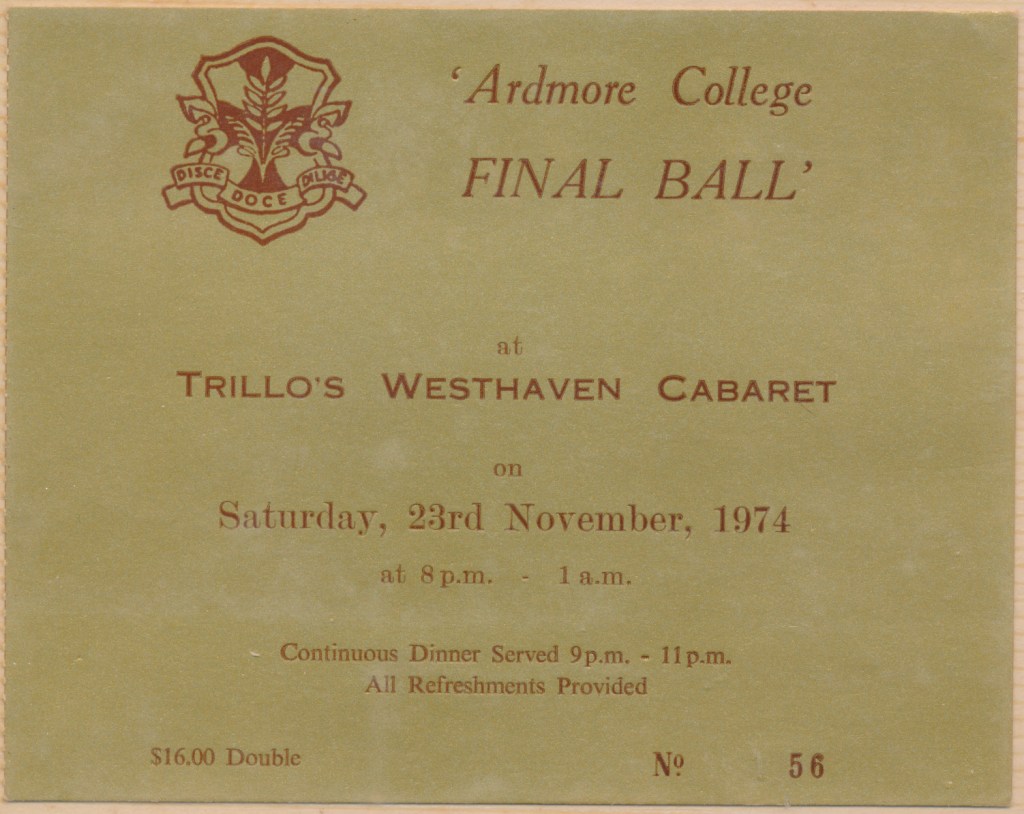 DISCE DOCE DILIGE
'Ardmore College
FINAL BALL'
at
TRILLO'S WESTHAVEN CABARET
on
Saturday, 23rd November, 1974
at 8 p.m. - 1 a.m.
Continuous Dinner Served 9 p.m. - 11 p.m.
All Refreshments Provided
$16.00 Double
Nº 56